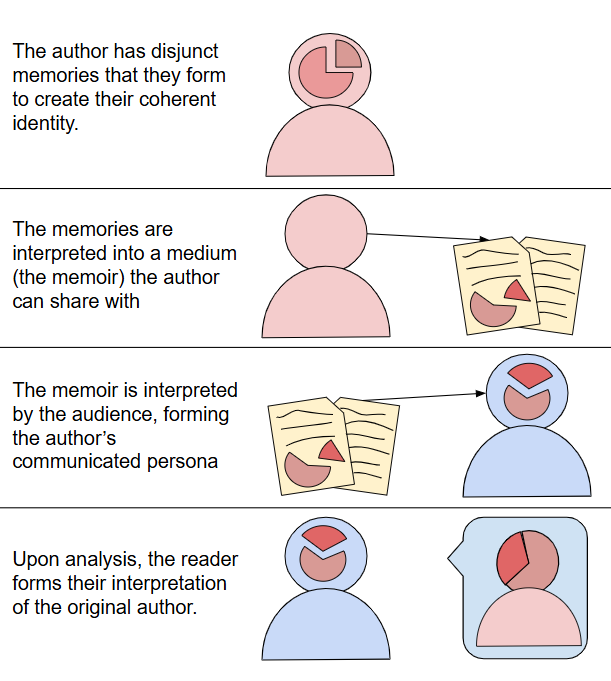 The author has disjunct
memories that they form
to create their coherent
identity.
The memories are
interpreted into a medium
(the memoir) the author
can share with
The memoir is interpreted
by the audience, forming
the author's
communicated persona
Upon analysis, the reader
forms their interpretation
of the original author.